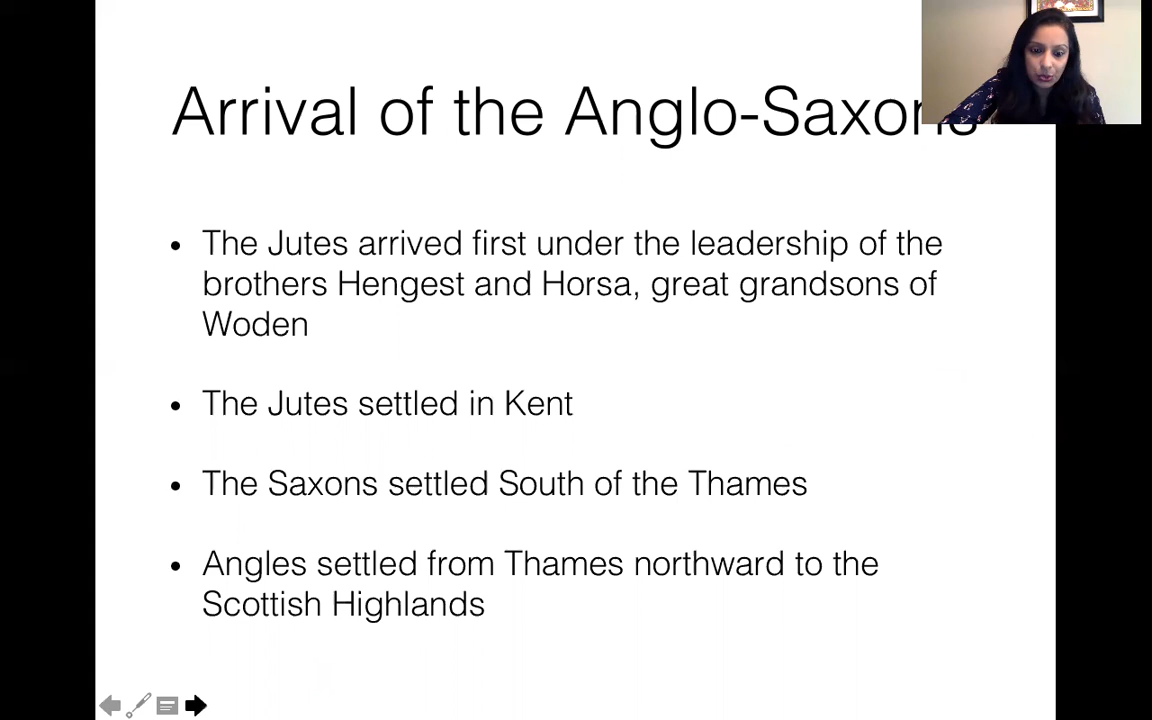 Arrival of the Anglo-Saxons
• The Jutes arrived first under the leadership of the
brothers Hengest and Horsa, great grandsons of
Woden
• The Jutes settled in Kent
• The Saxons settled South of the Thames
• Angles settled from Thames northward to the
Scottish Highlands